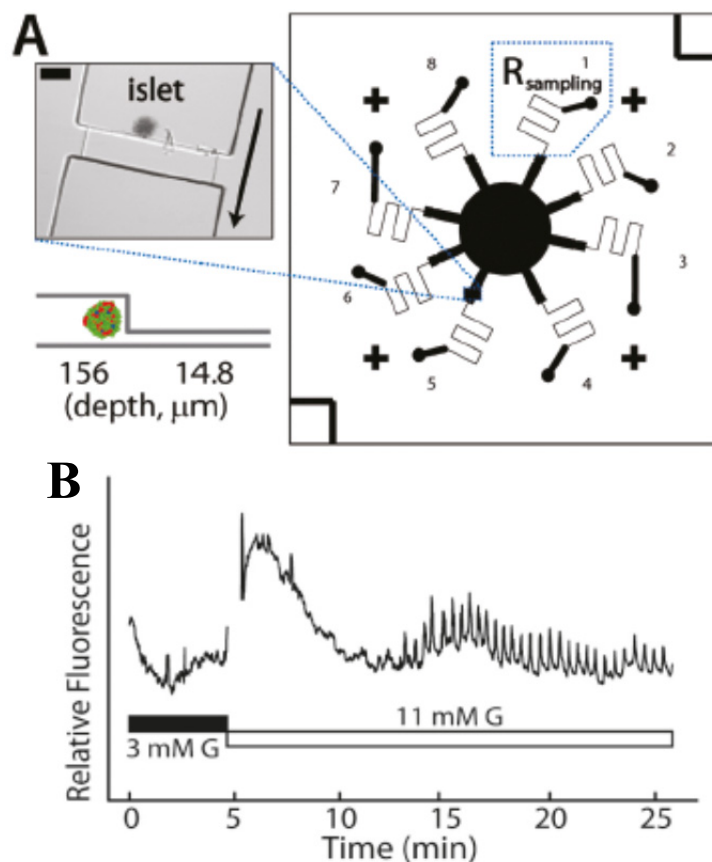 A
islet
R sampling
1
2
3
4
5
6
7
8
156 14.8
(depth, μm)
B
Relative Fluorescence
11 mM G
3 mM G
0 5 10 15 20 25
Time (min)